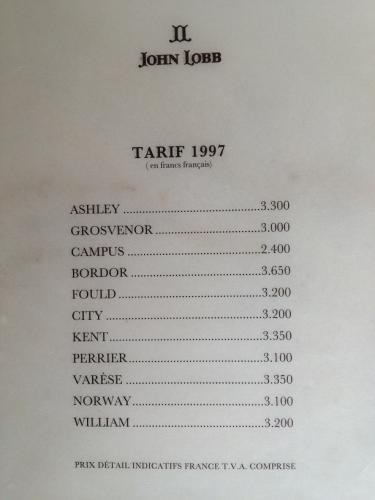 JOHN LOBB
TARIF 1997
(en francs français)
ASHLEY ............................................3.300
GROSVENOR ..................................3.000
CAMPUS ...........................................2.400
BORDOR ..........................................3.650
FOULD .............................................3.200
CITY .................................................3.200
KENT.................................................3.350
PERRIER...........................................3.100
VARÈSE ............................................3.350
NORWAY..........................................3.100
WILLIAM .........................................3.200
PRIX DÉTAIL INDICATIFS FRANCE T.V.A. COMPRISE